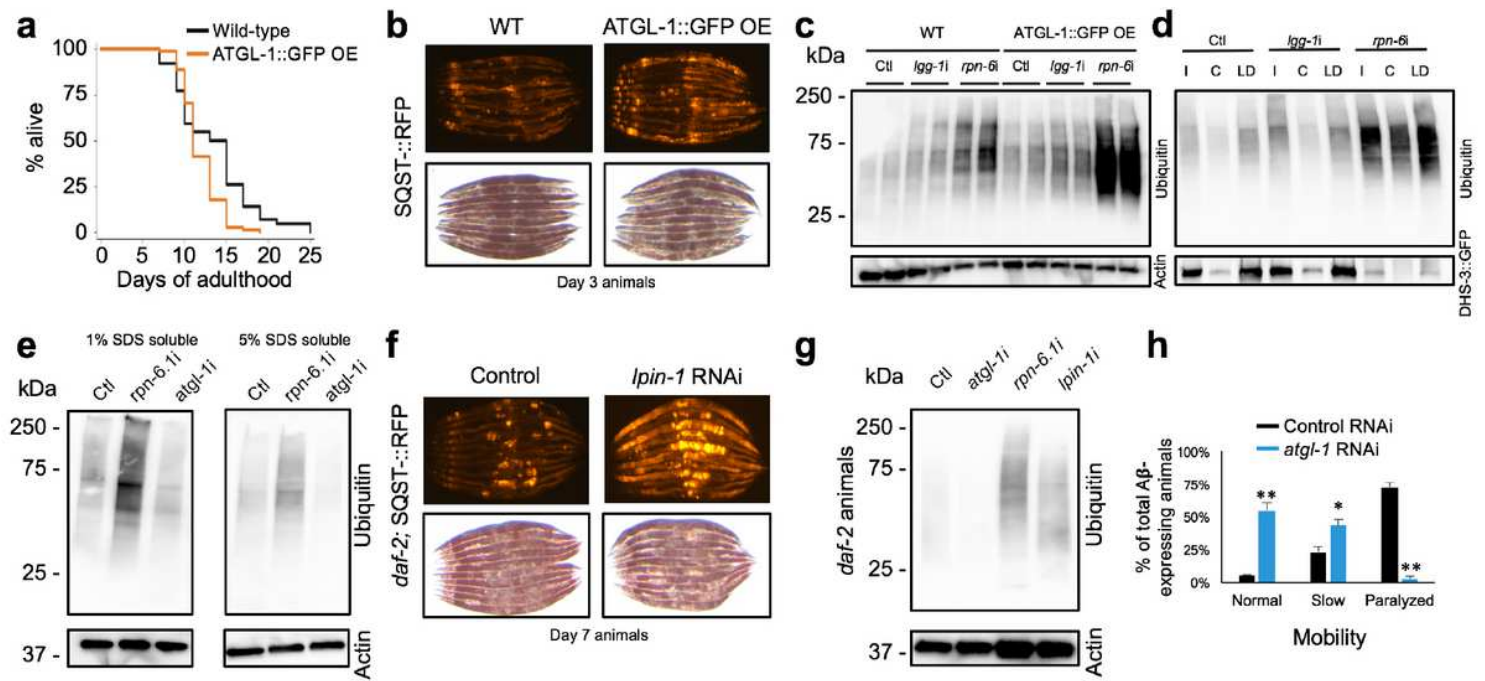 a
Wild-type
ATGL-1::GFP OE
% alive
100
75
50
25
0
0 5 10 15 20 25
Days of adulthood
b
WT ATGL-1::GFP OE
SQST-::RFP
Day 3 animals
c
kDa
WT ATGL-1::GFP OE
Ctl lgg-1i rpn-6i Ctl lgg-1i rpn-6i
250 -
75 -
25 -
Ubiquitin
Actin
d
Ctl lgg-1i rpn-6i
I C LD I C LD I C LD
Ubiquitin
DHS-3::GFP
e
1% SDS soluble 5% SDS soluble
kDa
Ctl rpn-6.1i atgl-1i Ctl rpn-6.1i atgl-1i
250 -
75 -
25 -
37 -
Ubiquitin
Actin
f
Control lpin-1 RNAi
daf-2; SQST-::RFP
Day 7 animals
g
kDa
Ctl atgl-1i rpn-6.1i lpin-1i
daf-2 animals
250 -
75 -
25 -
37 -
Ubiquitin
Actin
h
Control RNAi
atgl-1 RNAi
% of total Aβ-
expressing animals
100%
75%
50%
25%
0%
** * **
Normal Slow Paralyzed
Mobility